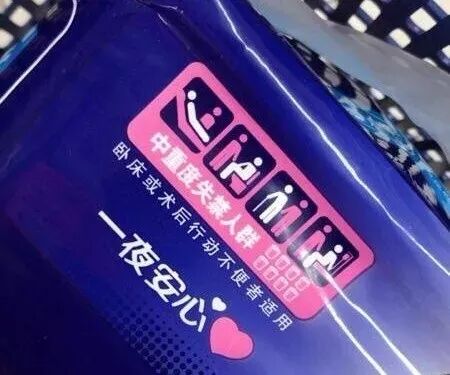 中重度失禁人群
卧床或术后行动不便者适用
一夜安心